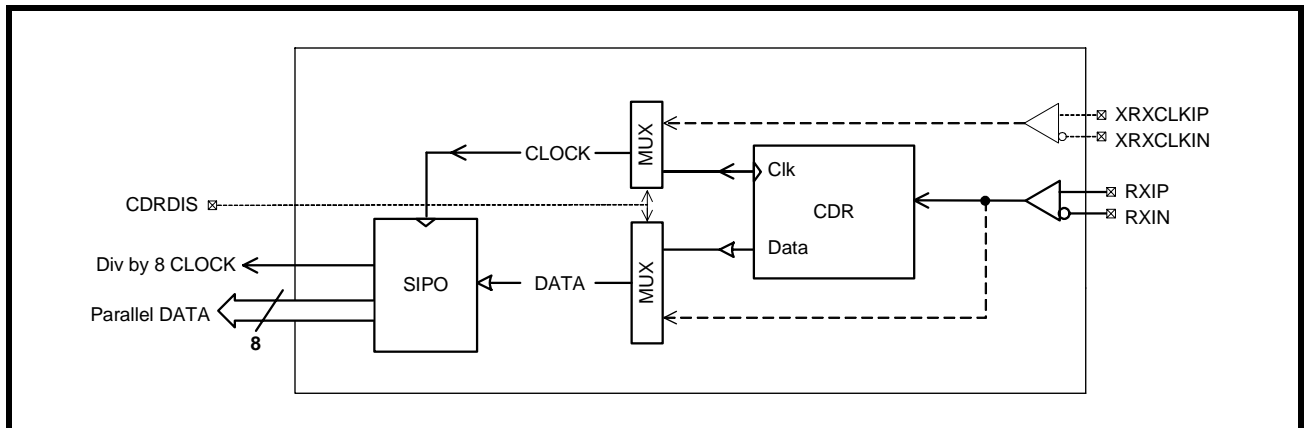 XRXCLKIP
XRXCLKIN
MUX
CLOCK
Clk
CDRDIS
CDR
RXIP
RXIN
Data
Div by 8 CLOCK
SIPO
DATA
MUX
Parallel DATA
8